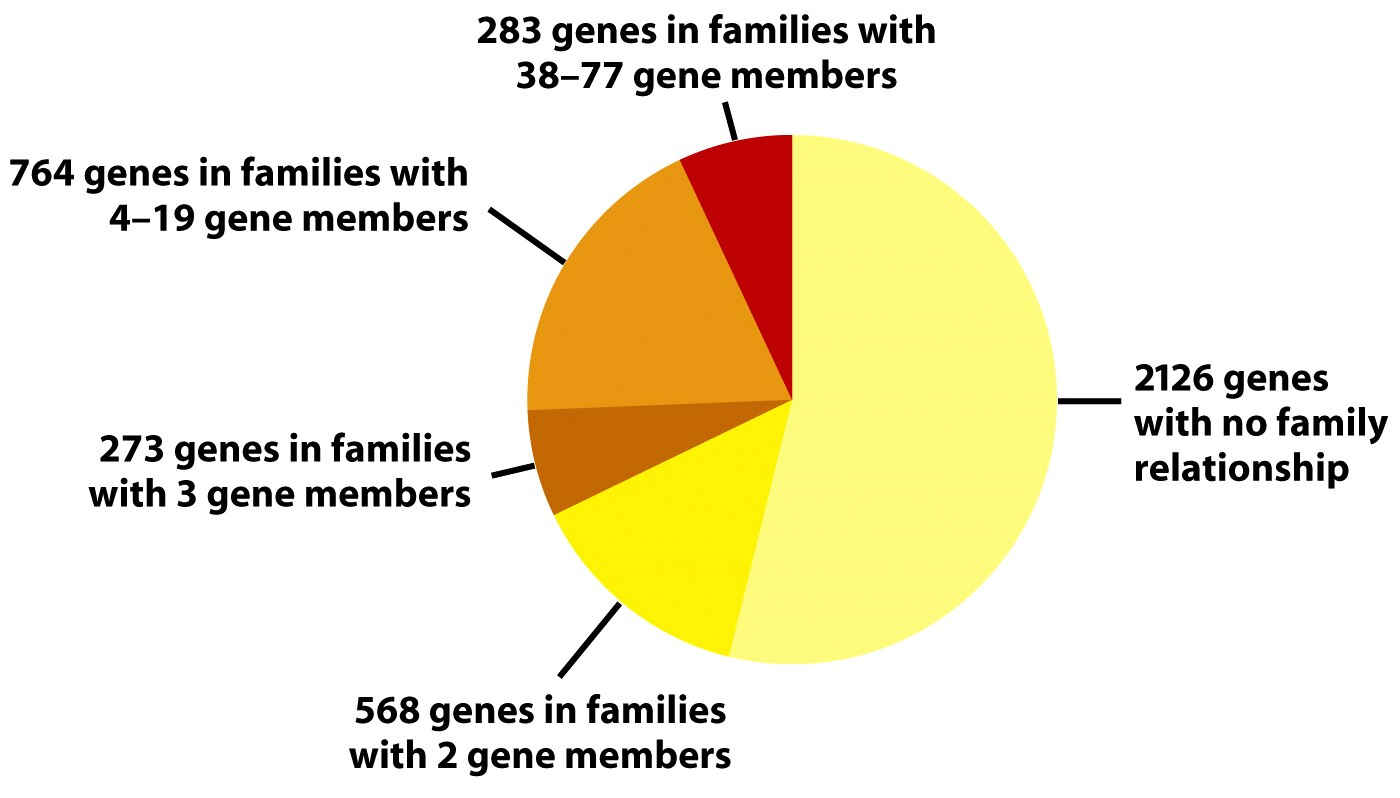 283 genes in families with
38–77 gene members
764 genes in families with
4–19 gene members
2126 genes
with no family
relationship
273 genes in families
with 3 gene members
568 genes in families
with 2 gene members